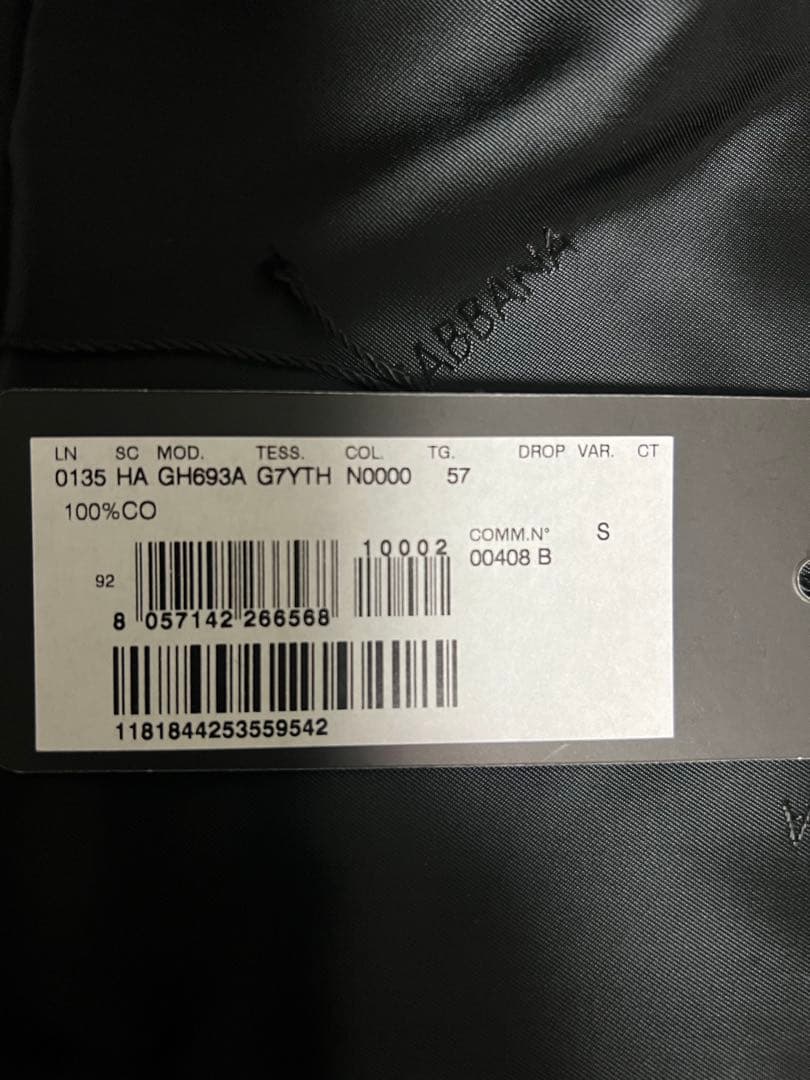 ABBANA
LN SC MOD. TESS. COL. TG. DROP VAR. CT
0135 HA GH693A G7YTH N0000 57
100%CO
COMM.N° S
00408 B
10002
92
8 057142 266568
1181844253559542